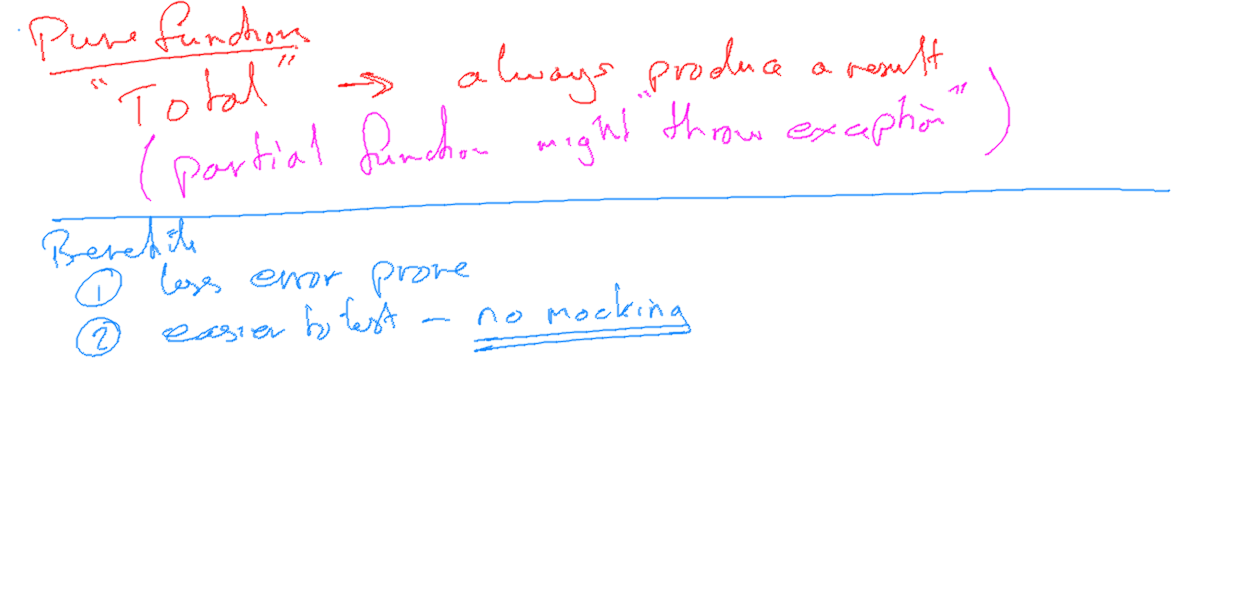 Pure functions
"Total" → always produce a result
(partial function might "throw exception")
Benefits
① less error prone
② easier to test - no mocking